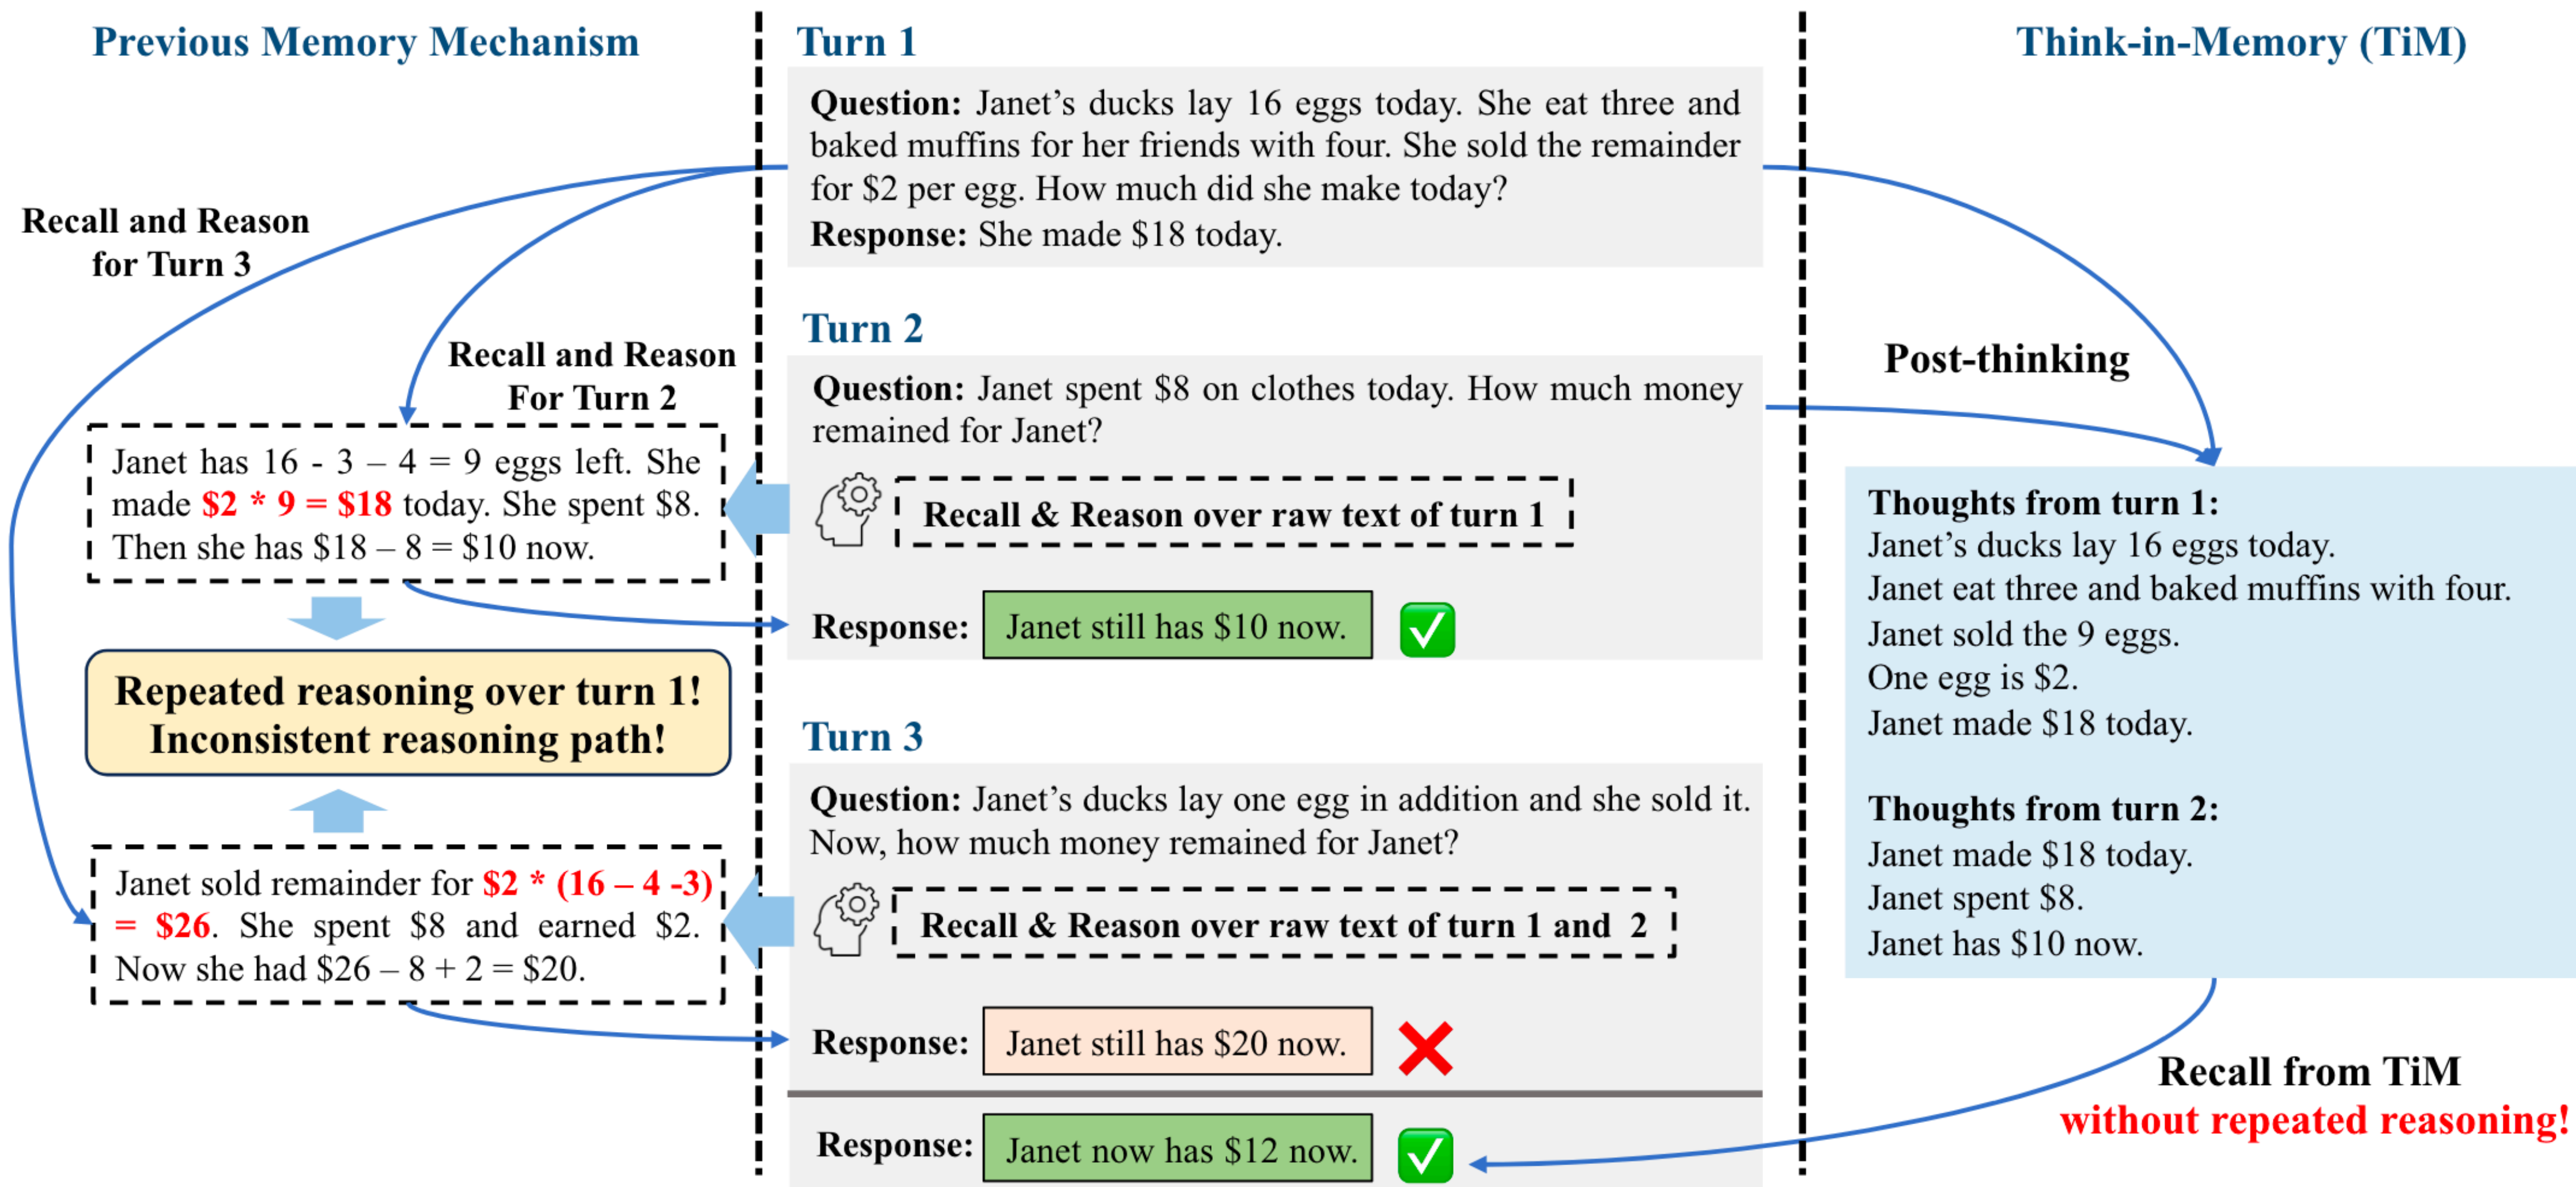 Previous Memory Mechanism
Recall and Reason
for Turn 3
Recall and Reason
For Turn 2
Janet has 16 - 3 – 4 = 9 eggs left. She
made $2 * 9 = $18 today. She spent $8.
Then she has $18 – 8 = $10 now.
Repeated reasoning over turn 1!
Inconsistent reasoning path!
Janet sold remainder for $2 * (16 – 4 -3)
= $26. She spent $8 and earned $2.
Now she had $26 – 8 + 2 = $20.
Turn 1
Question: Janet’s ducks lay 16 eggs today. She eat three and
baked muffins for her friends with four. She sold the remainder
for $2 per egg. How much did she make today?
Response: She made $18 today.
Turn 2
Question: Janet spent $8 on clothes today. How much money
remained for Janet?
Recall & Reason over raw text of turn 1
Response: Janet still has $10 now.
Turn 3
Question: Janet’s ducks lay one egg in addition and she sold it.
Now, how much money remained for Janet?
Recall & Reason over raw text of turn 1 and 2
Response: Janet still has $20 now.
Response: Janet now has $12 now.
Think-in-Memory (TiM)
Post-thinking
Thoughts from turn 1:
Janet’s ducks lay 16 eggs today.
Janet eat three and baked muffins with four.
Janet sold the 9 eggs.
One egg is $2.
Janet made $18 today.
Thoughts from turn 2:
Janet made $18 today.
Janet spent $8.
Janet has $10 now.
Recall from TiM
without repeated reasoning!